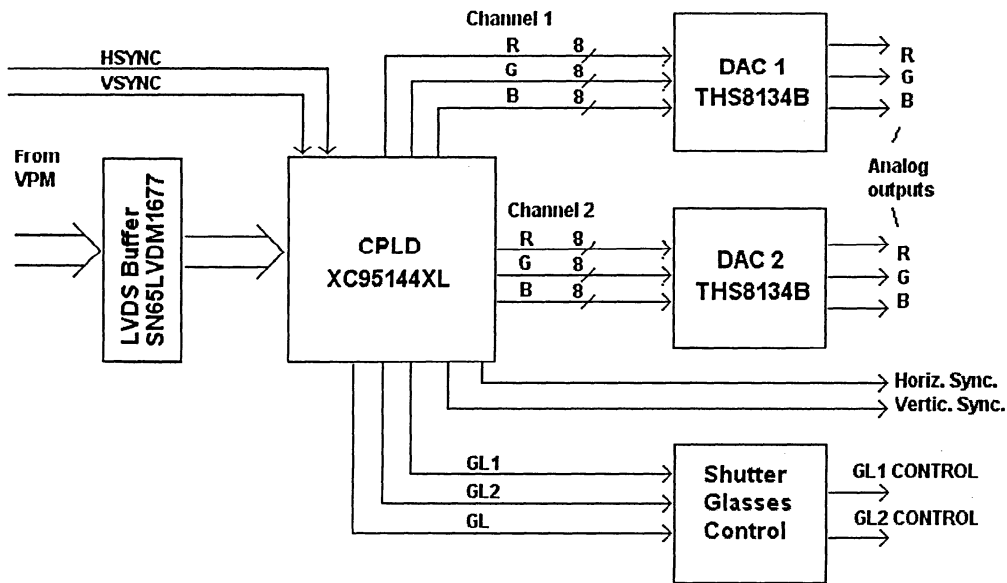 Channel 1
R 8
G 8
B 8
HSYNC
VSYNC
DAC 1
THS8134B
R
G
B
From
VPM
LVDS Buffer
SN65LVDM1677
CPLD
XC95144XL
Analog
outputs
Channel 2
R 8
G 8
B 8
DAC 2
THS8134B
R
G
B
Horiz. Sync.
Vertic. Sync.
GL1
GL2
GL
Shutter
Glasses
Control
GL1 CONTROL
GL2 CONTROL